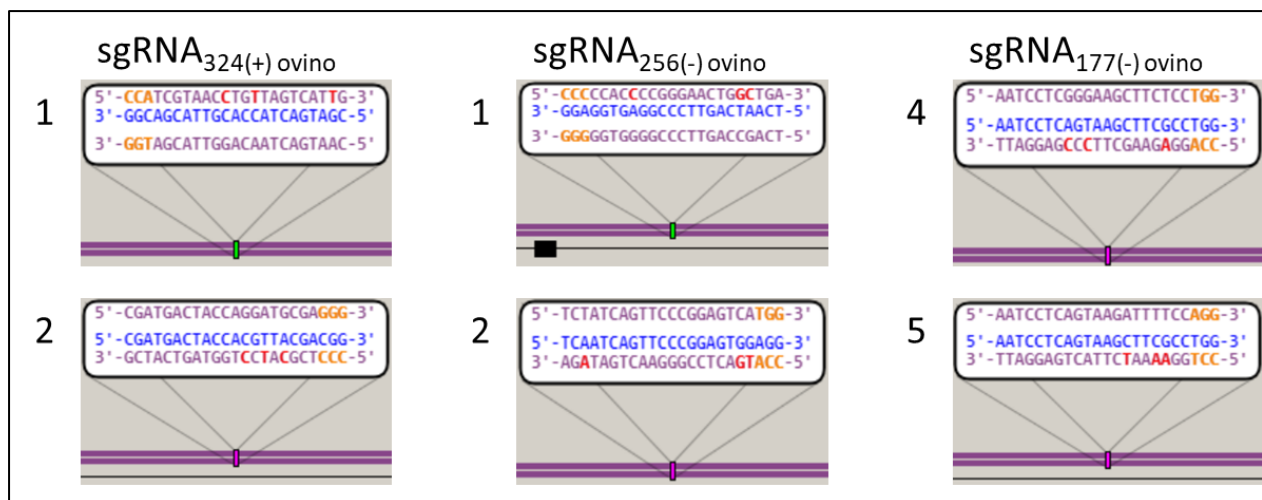 sgRNA324(+) ovino
1
5'-CCATCGTAACCTGTTAGTCATTG-3'
3'-GGCAGCATTGCACCATCAGTAGC-5'
3'-GGTAGCATTGGACAATCAGTAAC-5'
2
5'-CGATGACTACCAGGATGCGAGGG-3'
5'-CGATGACTACCACGTTACGACGG-3'
3'-GCTACTGATGGTCCTACGCTCCC-5'
sgRNA256(-) ovino
1
5'-CCCCCCACCCCGGGAACTGGCTGA-3'
3'-GGAGGTGAGGCCCTTGACTAACT-5'
3'-GGGGGTGGGGCCCTTGACCGACT-5'
2
5'-TCTATCAGTTCCCGGAGTCATGG-3'
5'-TCAATCAGTTCCCGGAGTGGAGG-3'
3'-AGATAGTCAAGGGCCTCAGTACC-5'
sgRNA177(-) ovino
4
5'-AATCCTCGGGAAGCTTCTCCTGG-3'
5'-AATCCTCAGTAAGCTTCGCCTGG-3'
3'-TTAGGAGCCCTTCGAAGAGGACC-5'
5
5'-AATCCTCAGTAAGATTTTCCAGG-3'
5'-AATCCTCAGTAAGCTTCGCCTGG-3'
3'-TTAGGAGTCATTCTAAAAGGTCC-5'